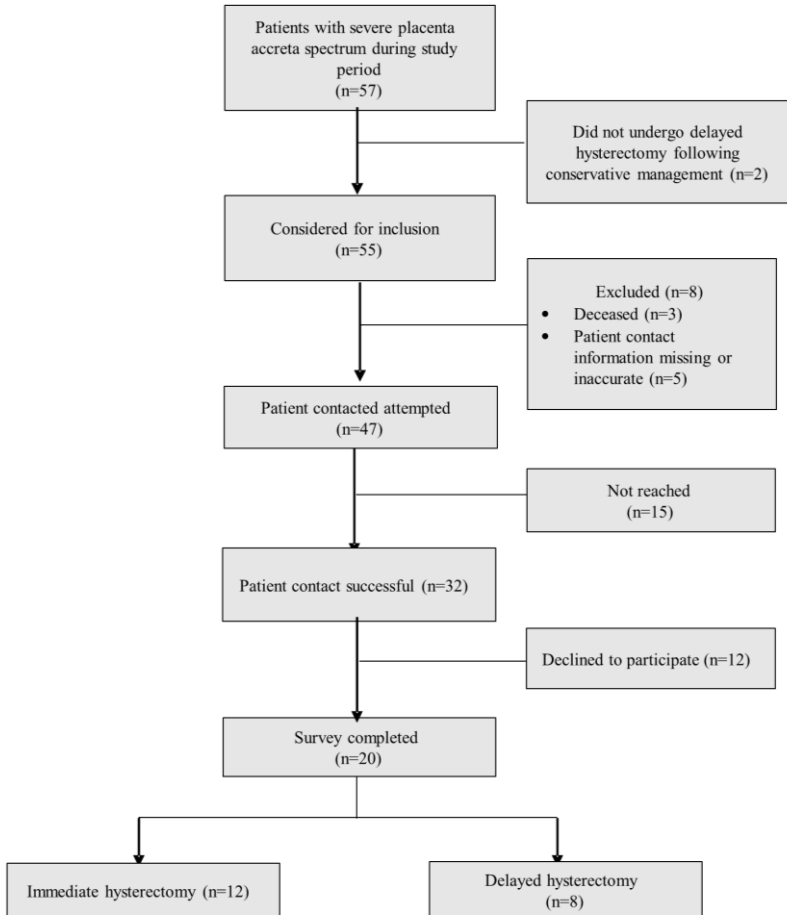 Patients with severe placenta
accreta spectrum during study
period
(n=57)
Did not undergo delayed
hysterectomy following
conservative management (n=2)
Considered for inclusion
(n=55)
Excluded (n=8)
• Deceased (n=3)
• Patient contact
information missing or
inaccurate (n=5)
Patient contacted attempted
(n=47)
Not reached
(n=15)
Patient contact successful (n=32)
Declined to participate (n=12)
Survey completed
(n=20)
Immediate hysterectomy (n=12)
Delayed hysterectomy
(n=8)